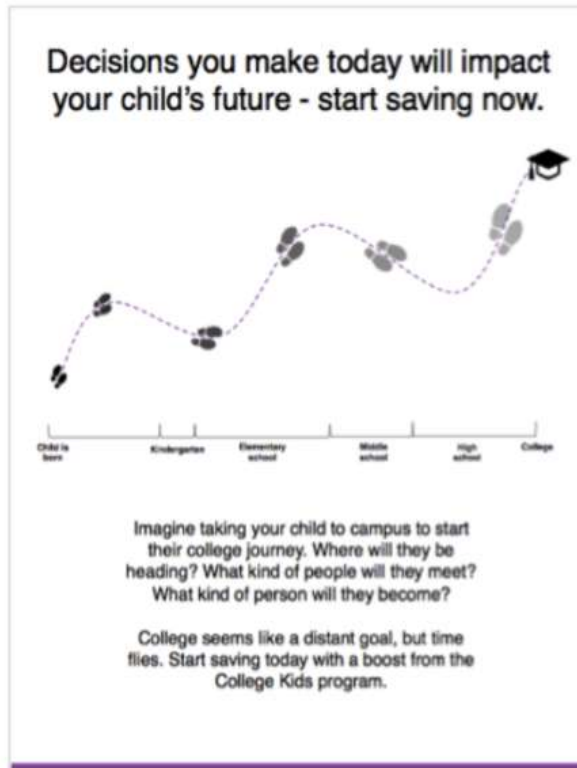 Decisions you make today will impact
your child's future - start saving now.
Child is
born
Kindergarten
Elementary
school
Middle
school
High
school
College
Imagine taking your child to campus to start
their college journey. Where will they be
heading? What kind of people will they meet?
What kind of person will they become?
College seems like a distant goal, but time
flies. Start saving today with a boost from the
College Kids program.